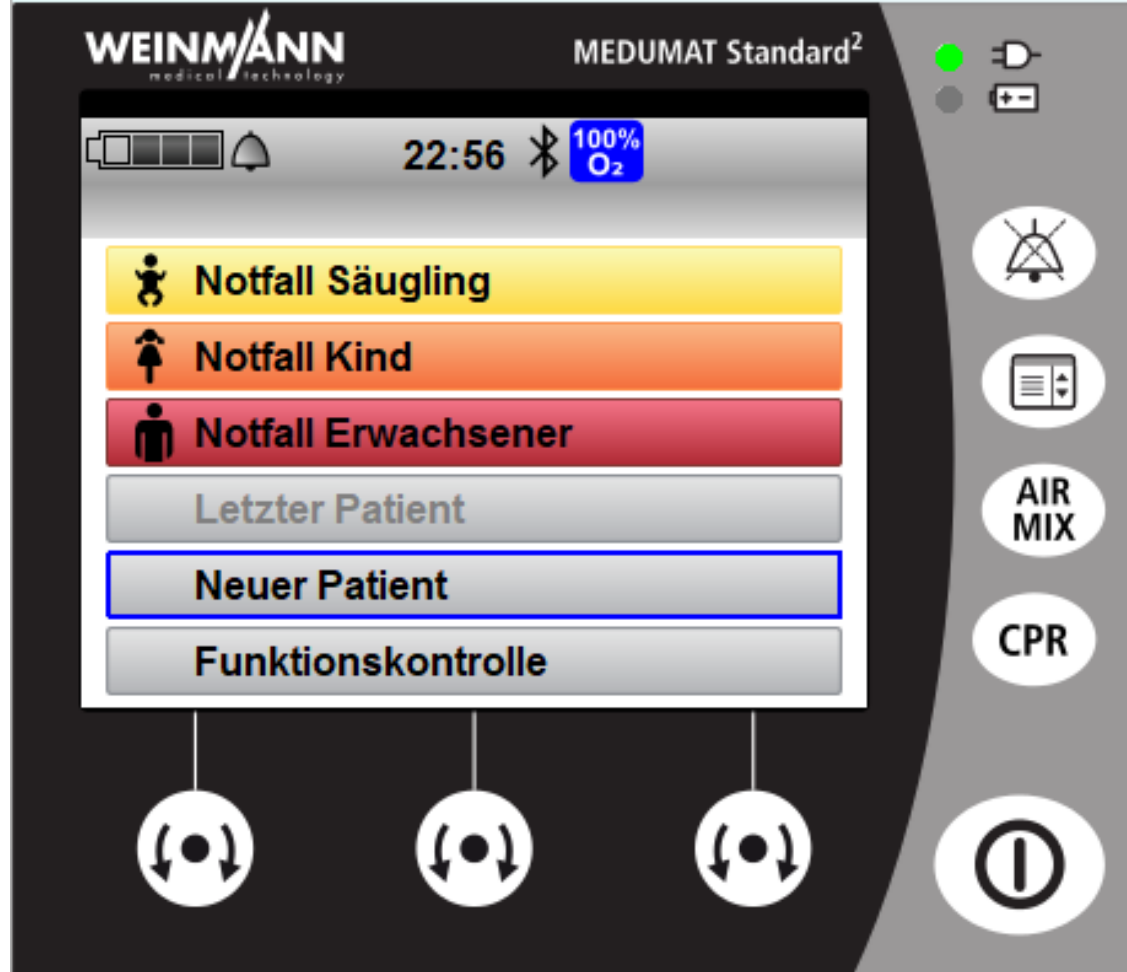 WEINMANN
medical technology
MEDUMAT Standard²
22:56
100%
O₂
Notfall Säugling
Notfall Kind
Notfall Erwachsener
Letzter Patient
Neuer Patient
Funktionskontrolle
AIR
MIX
CPR